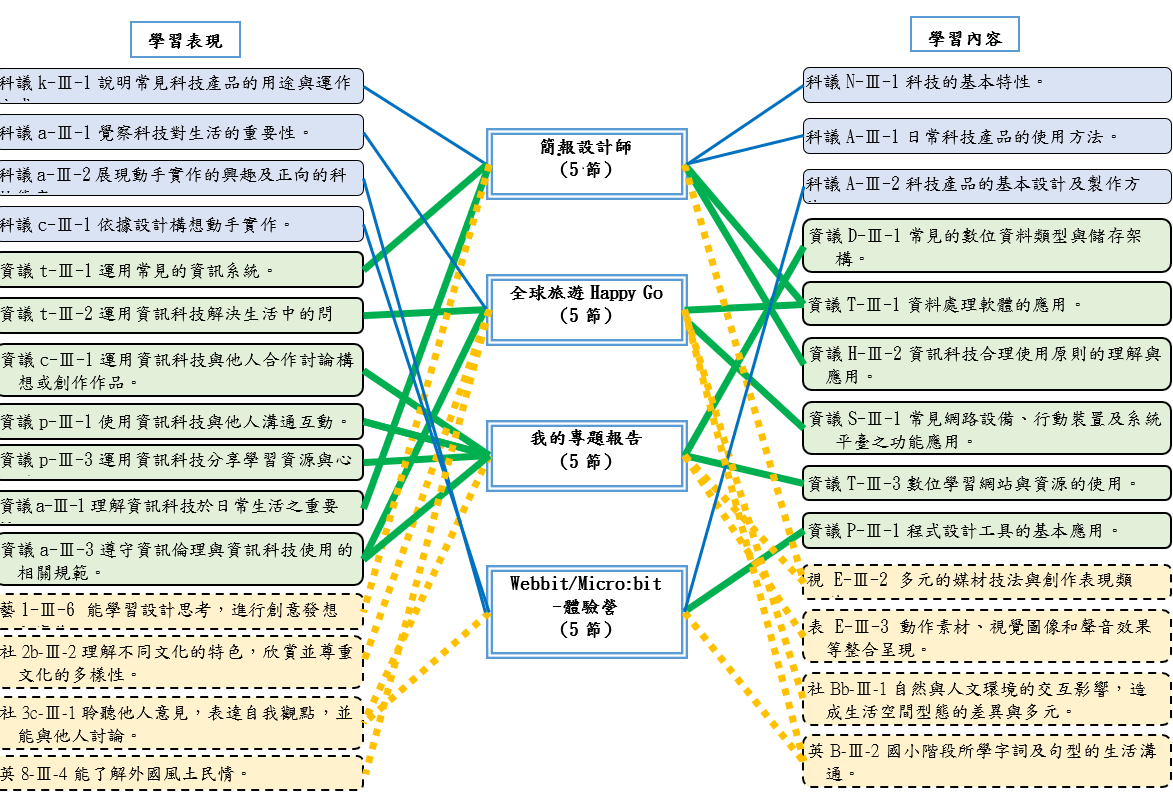 學習表現
科議 k-Ⅲ-1 說明常見科技產品的用途與運作
科議 a-Ⅲ-1 覺察科技對生活的重要性。
科議 a-Ⅲ-2 展現動手實作的興趣及正向的科
科議 c-Ⅲ-1 依據設計構想動手實作。
資議 t-Ⅲ-1 運用常見的資訊系統。
資議 t-Ⅲ-2 運用資訊科技解決生活中的問
資議 c-Ⅲ-1 運用資訊科技與他人合作討論構
想或創作作品。
資議 p-Ⅲ-1 使用資訊科技與他人溝通互動。
資議 p-Ⅲ-3 運用資訊科技分享學習資源與心
資議 a-Ⅲ-1 理解資訊科技於日常生活之重要
資議 a-Ⅲ-3 遵守資訊倫理與資訊科技使用的
相關規範。
藝 1-Ⅲ-6 能學習設計思考，進行創意發想
社 2b-Ⅲ-2 理解不同文化的特色，欣賞並尊重
文化的多樣性。
社 3c-Ⅲ-1 聆聽他人意見，表達自我觀點，並
能與他人討論。
英 8-Ⅲ-4 能了解外國風土民情。
簡報設計師
(5 節)
全球旅遊 Happy Go
(5 節)
我的專題報告
(5 節)
Webbit/Micro:bit
-體驗營
(5 節)
學習內容
科議 N-Ⅲ-1 科技的基本特性。
科議 A-Ⅲ-1 日常科技產品的使用方法。
科議 A-Ⅲ-2 科技產品的基本設計及製作方
資議 D-Ⅲ-1 常見的數位資料類型與儲存架
構。
資議 T-Ⅲ-1 資料處理軟體的應用。
資議 H-Ⅲ-2 資訊科技合理使用原則的理解與
應用。
資議 S-Ⅲ-1 常見網路設備、行動裝置及系統
平臺之功能應用。
資議 T-Ⅲ-3 數位學習網站與資源的使用。
資議 P-Ⅲ-1 程式設計工具的基本應用。
視 E-Ⅲ-2 多元的媒材技法與創作表現類
表 E-Ⅲ-3 動作素材、視覺圖像和聲音效果
等整合呈現。
社 Bb-Ⅲ-1 自然與人文環境的交互影響，造
成生活空間型態的差異與多元。
英 B-Ⅲ-2 國小階段所學字詞及句型的生活溝
通。